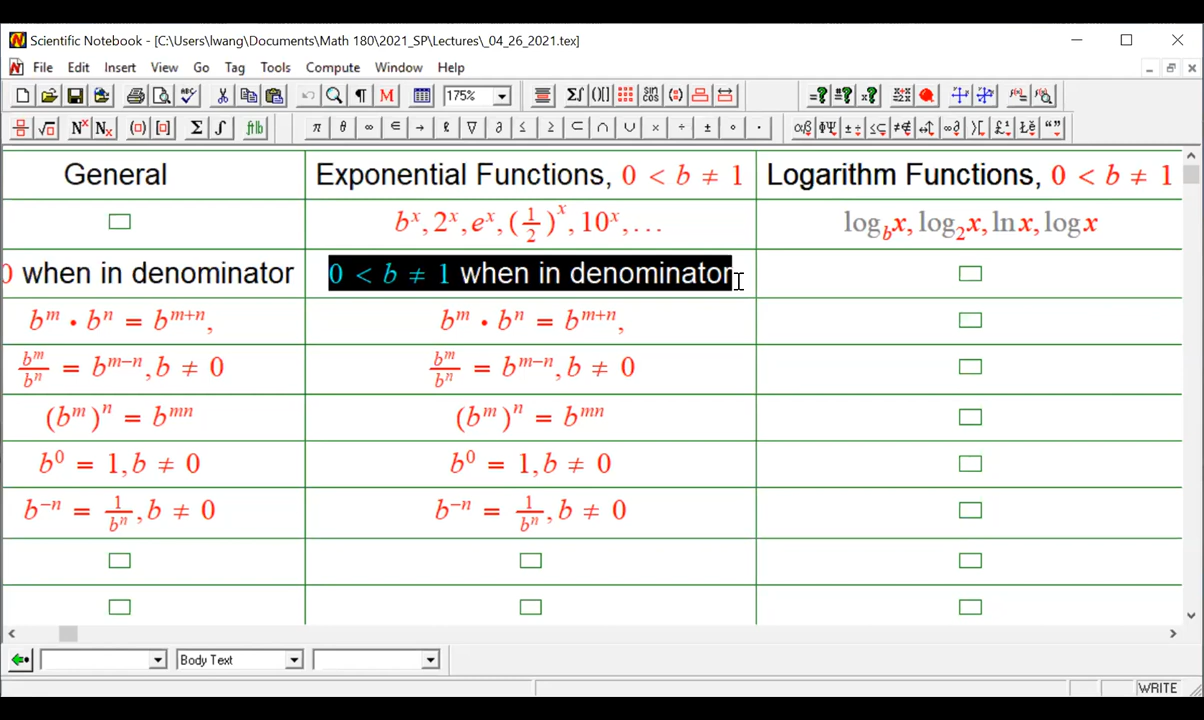 Scientific Notebook - [C:\Users\lwang\Documents\Math 180\2021_SP\Lectures\_04_26_2021.tex]
File Edit Insert View Go Tag Tools Compute Window Help
175%
General Exponential Functions, 0 < b ≠ 1 Logarithm Functions, 0 < b ≠ 1
b^x, 2^x, e^x, (1/2)^x, 10^x, … log_b x, log_2 x, ln x, log x
0 when in denominator 0 < b ≠ 1 when in denominator
b^m • b^n = b^{m+n}, b^m • b^n = b^{m+n},
b^m/b^n = b^{m−n}, b ≠ 0 b^m/b^n = b^{m−n}, b ≠ 0
(b^m)^n = b^{mn} (b^m)^n = b^{mn}
b^0 = 1, b ≠ 0 b^0 = 1, b ≠ 0
b^{−n} = 1/b^n, b ≠ 0 b^{−n} = 1/b^n, b ≠ 0
Body Text
WRITE